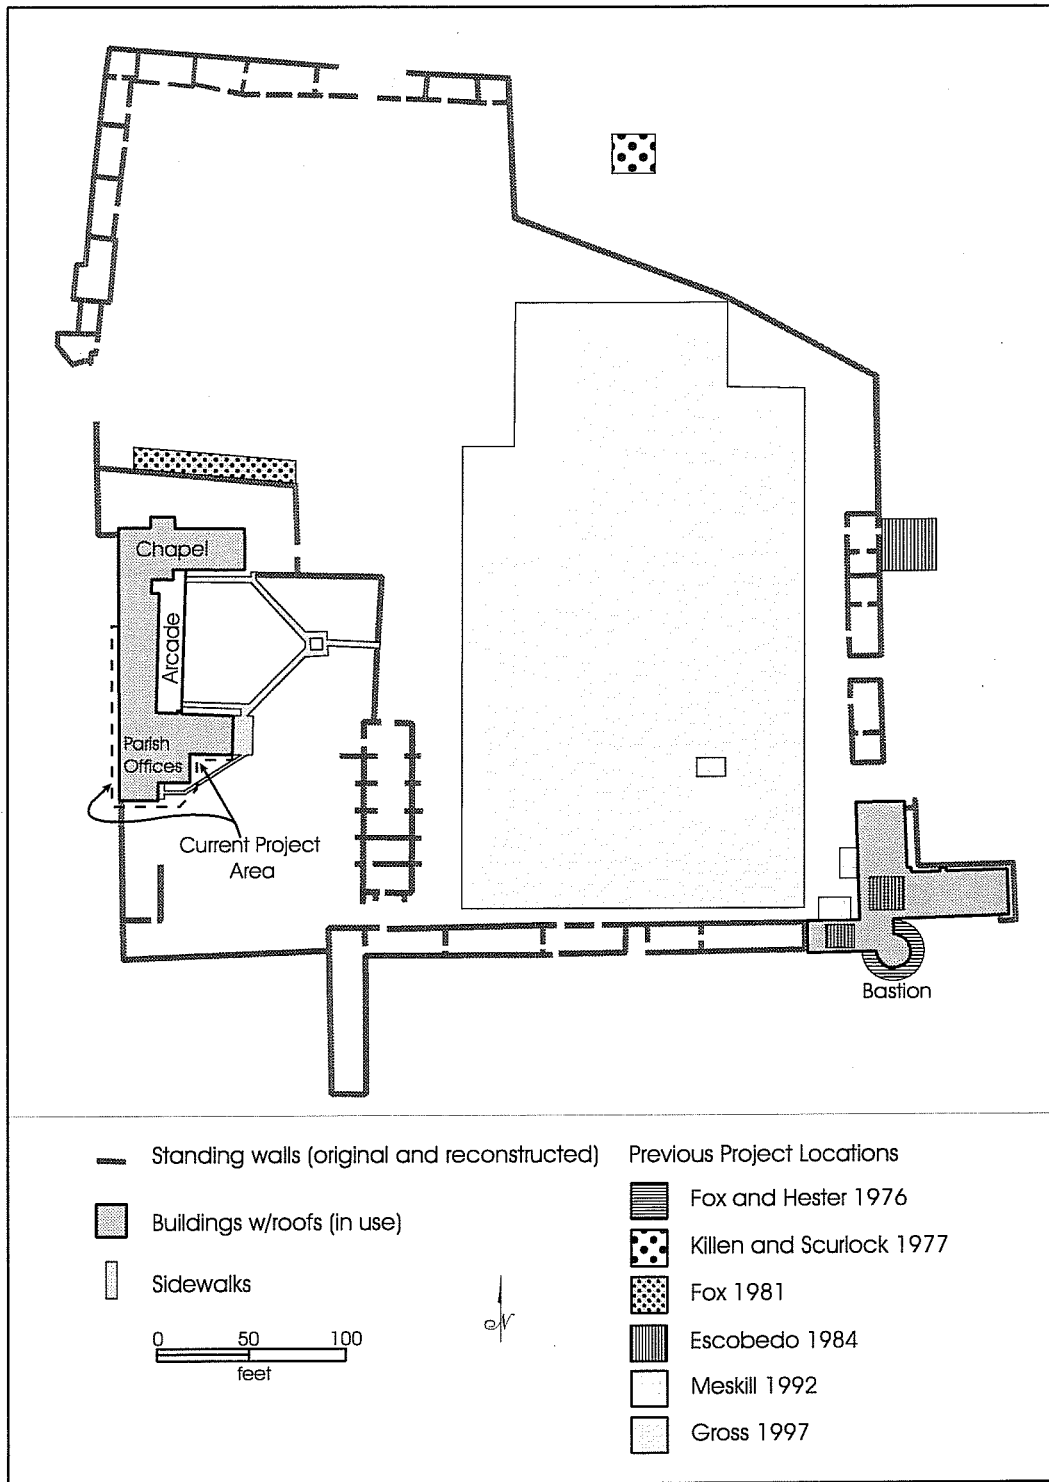 Chapel
Arcade
Parish
Offices
Current Project
Area
Bastion
Standing walls (original and reconstructed)
Buildings w/roofs (in use)
Sidewalks
0 50 100
feet
N
Previous Project Locations
Fox and Hester 1976
Killen and Scurlock 1977
Fox 1981
Escobedo 1984
Meskill 1992
Gross 1997